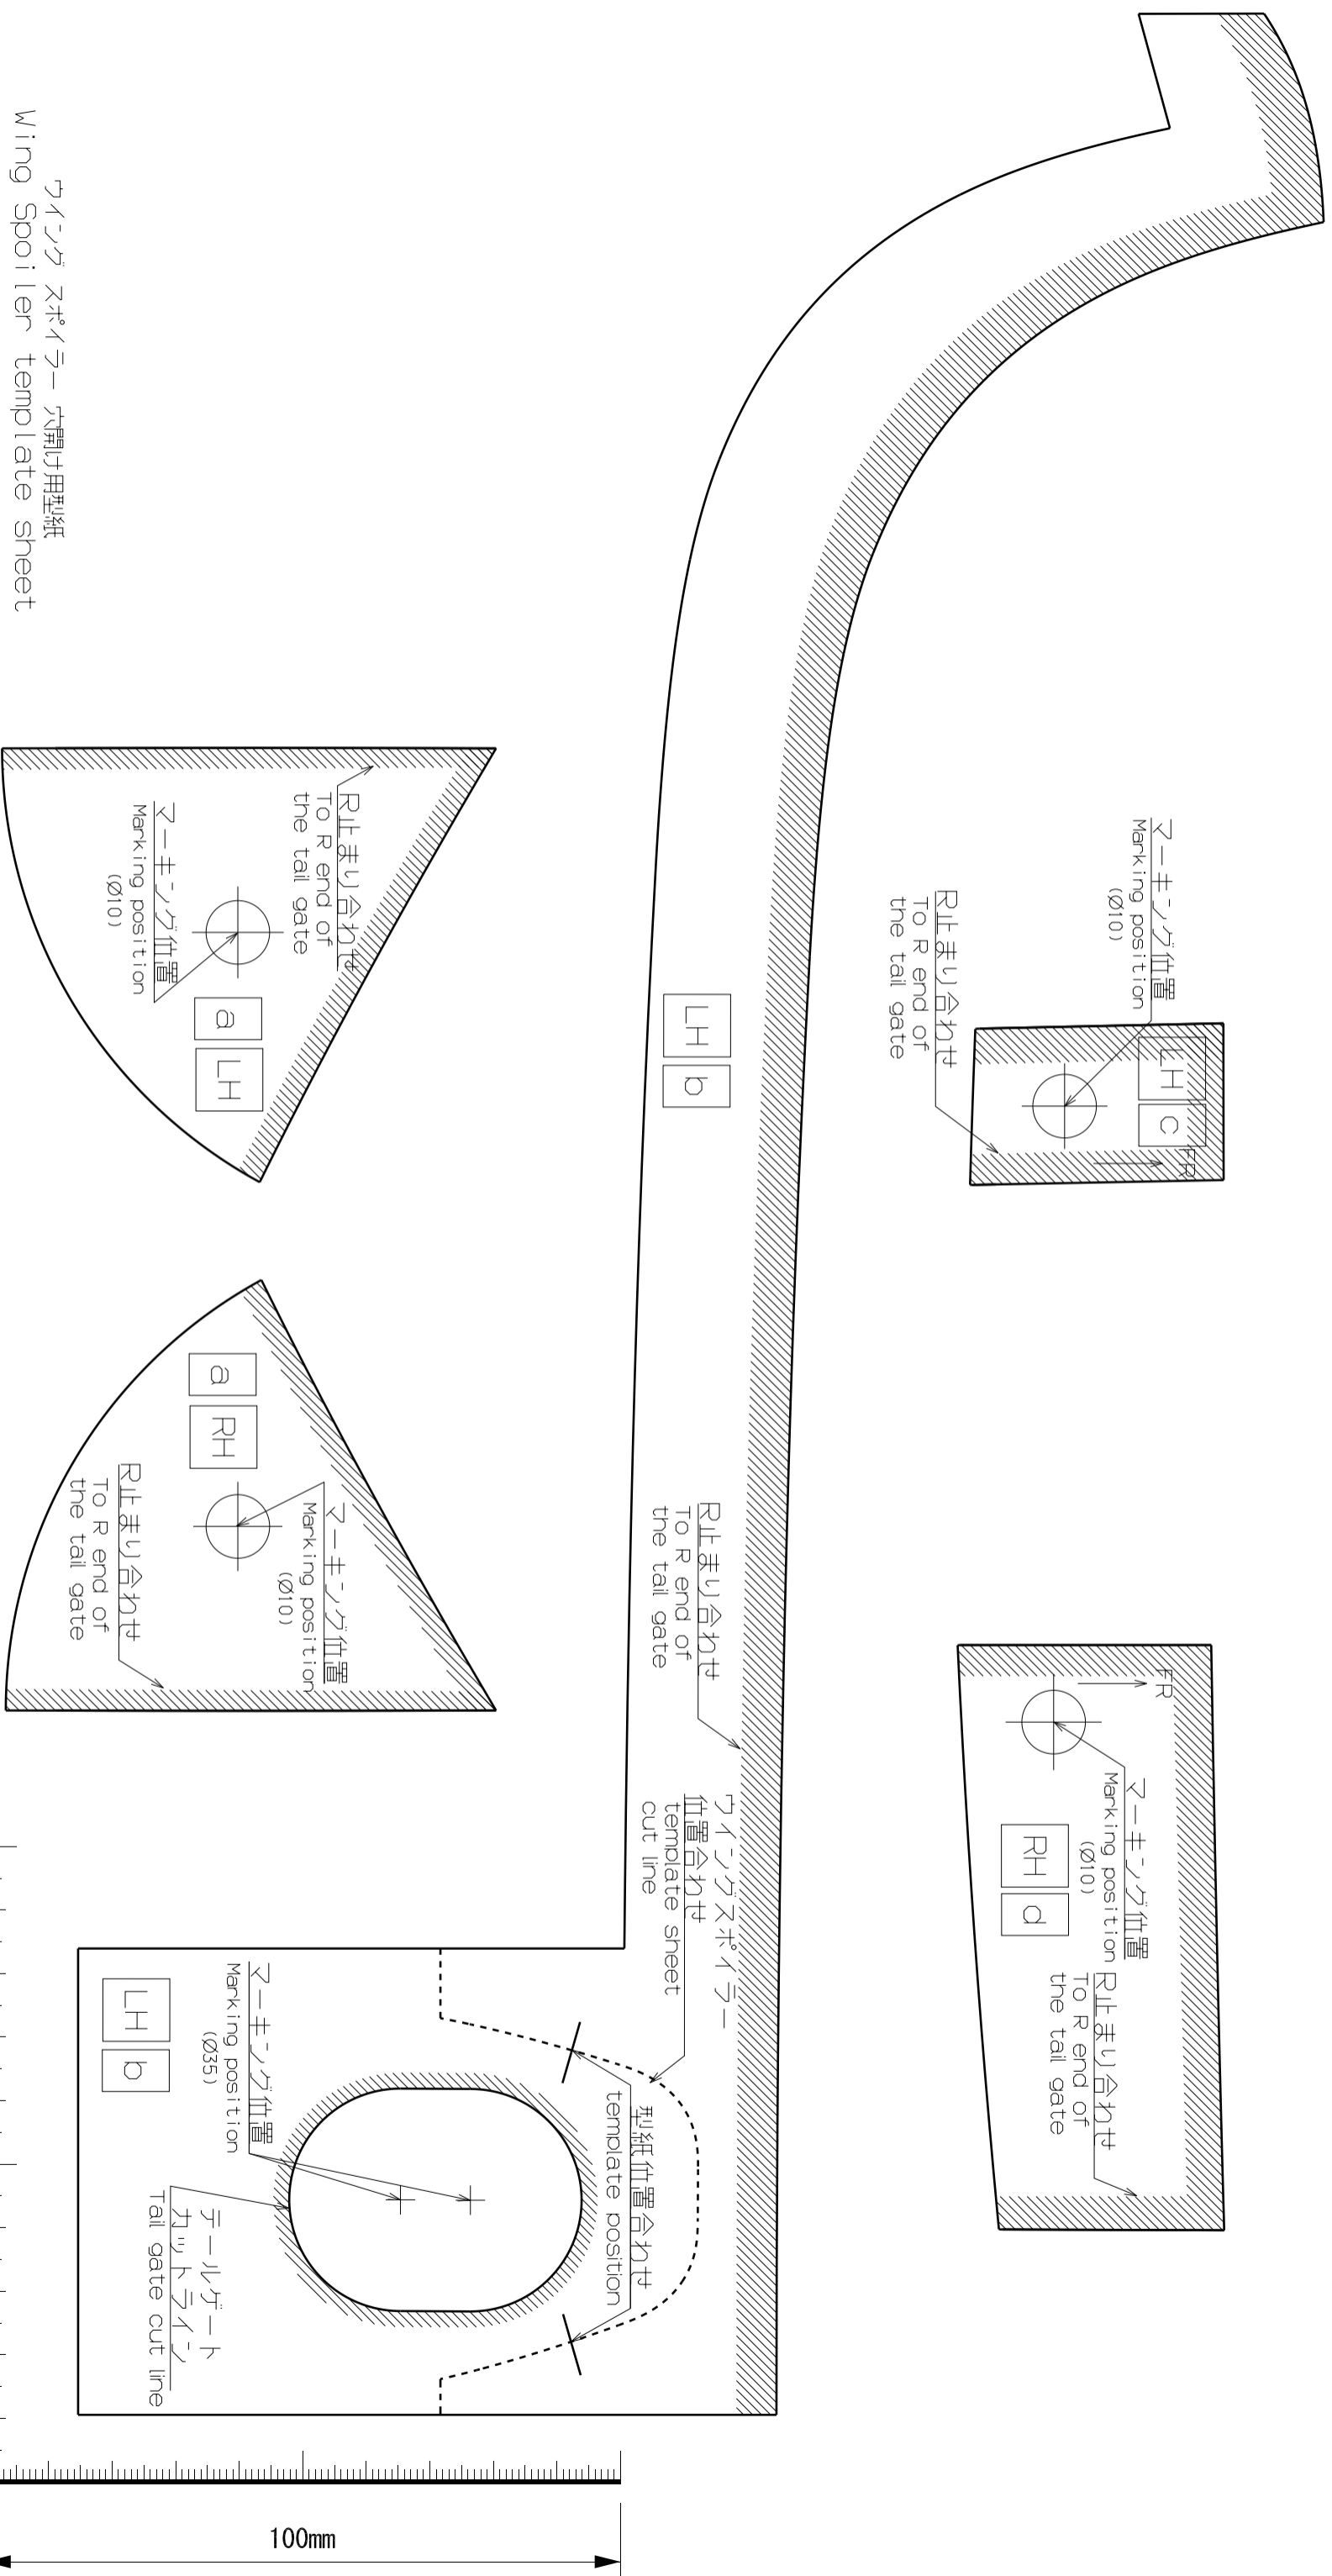 ウイング スポイラー 穴開け用型紙
Wing Spoiler template sheet
マーキング位置
Marking position
(Ø10)
R止まり合わせ
To R end of
the tail gate
LH
c
FR
R止まり合わせ
To R end of
the tail gate
マーキング位置
Marking position
(Ø10)
a
LH
LH
b
a
RH
マーキング位置
Marking position
(Ø10)
R止まり合わせ
To R end of
the tail gate
R止まり合わせ
To R end of
the tail gate
FR
マーキング位置
Marking position
(Ø10)
RH
d
R止まり合わせ
To R end of
the tail gate
ウィングスポイラー
位置合わせ
template sheet
cut line
LH
b
マーキング位置
Marking position
(Ø35)
型紙位置合わせ
template position
テールゲート
カットライン
Tail gate cut line
100mm